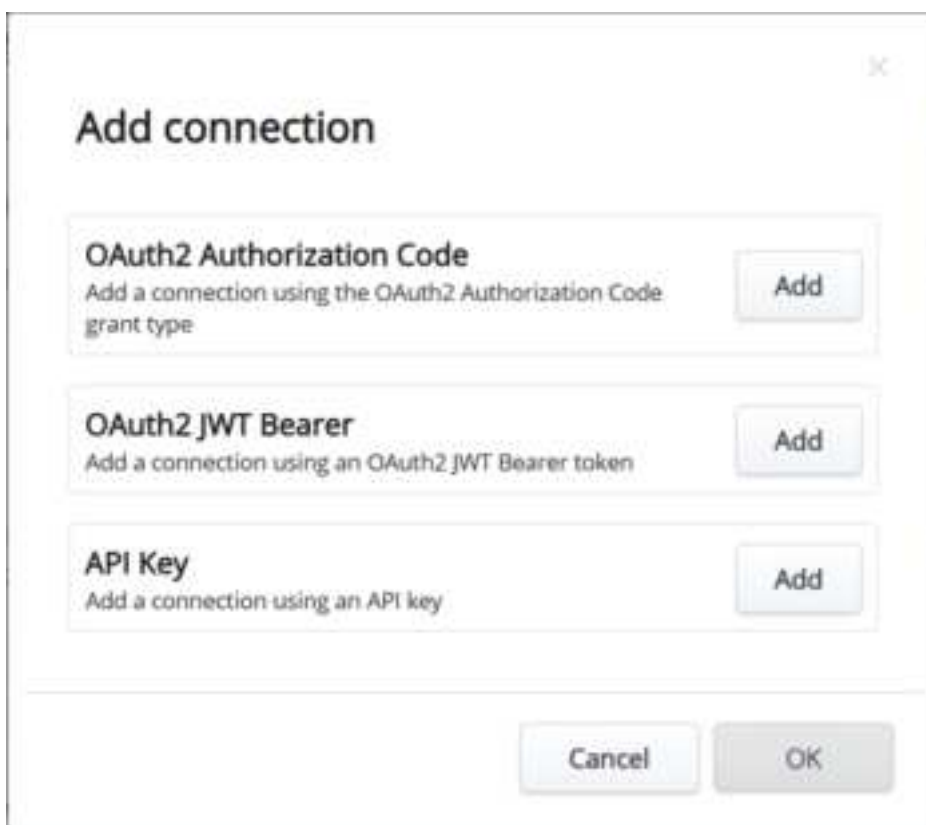 Add connection
OAuth2 Authorization Code
Add a connection using the OAuth2 Authorization Code
grant type
Add
OAuth2 JWT Bearer
Add a connection using an OAuth2 JWT Bearer token
Add
API Key
Add a connection using an API key
Add
Cancel
OK